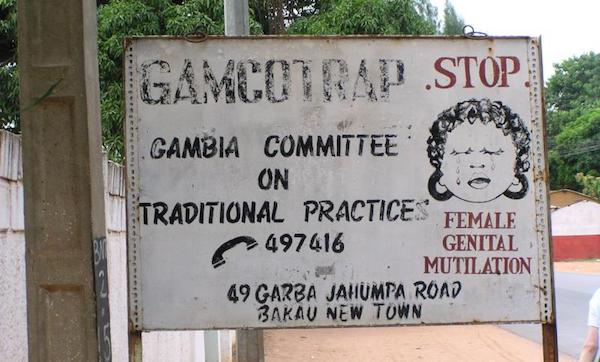 GAMCOTRAP
GAMBIA COMMITTEE
ON
TRADITIONAL PRACTICES
497416
49 GARBA JAHUMPA ROAD
BAKAU NEW TOWN
.STOP.
FEMALE
GENITAL
MUTILATION